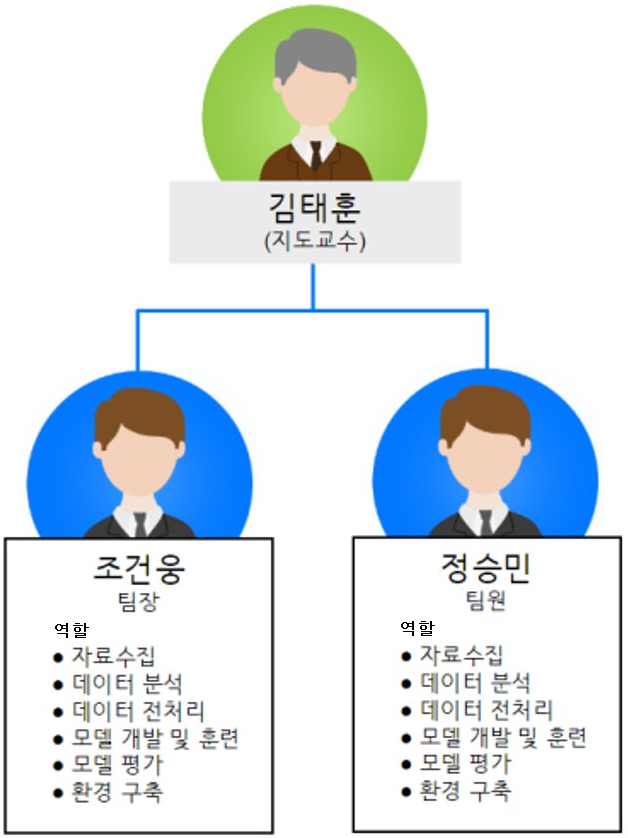 김태훈
(지도교수)
조건웅
팀장
역할
● 자료수집
● 데이터 분석
● 데이터 전처리
● 모델 개발 및 훈련
● 모델 평가
● 환경 구축
정승민
팀원
역할
● 자료수집
● 데이터 분석
● 데이터 전처리
● 모델 개발 및 훈련
● 모델 평가
● 환경 구축